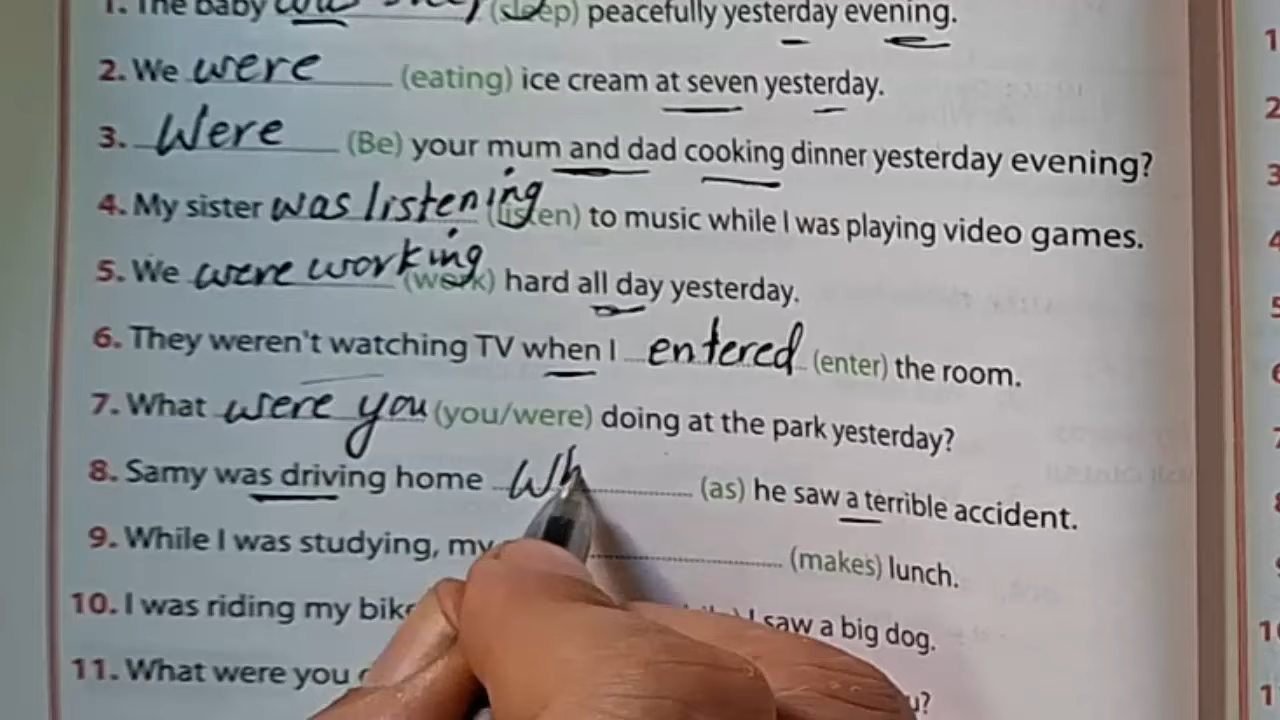 1. The baby was sleep (sleep) peacefully yesterday evening.
2. We were (eating) ice cream at seven yesterday.
3. Were (Be) your mum and dad cooking dinner yesterday evening?
4. My sister was listening (listen) to music while I was playing video games.
5. We were working (work) hard all day yesterday.
6. They weren't watching TV when I entered (enter) the room.
7. What were you (you/were) doing at the park yesterday?
8. Samy was driving home Wh (as) he saw a terrible accident.
9. While I was studying, my (makes) lunch.
10. I was riding my bike I saw a big dog.
11. What were you